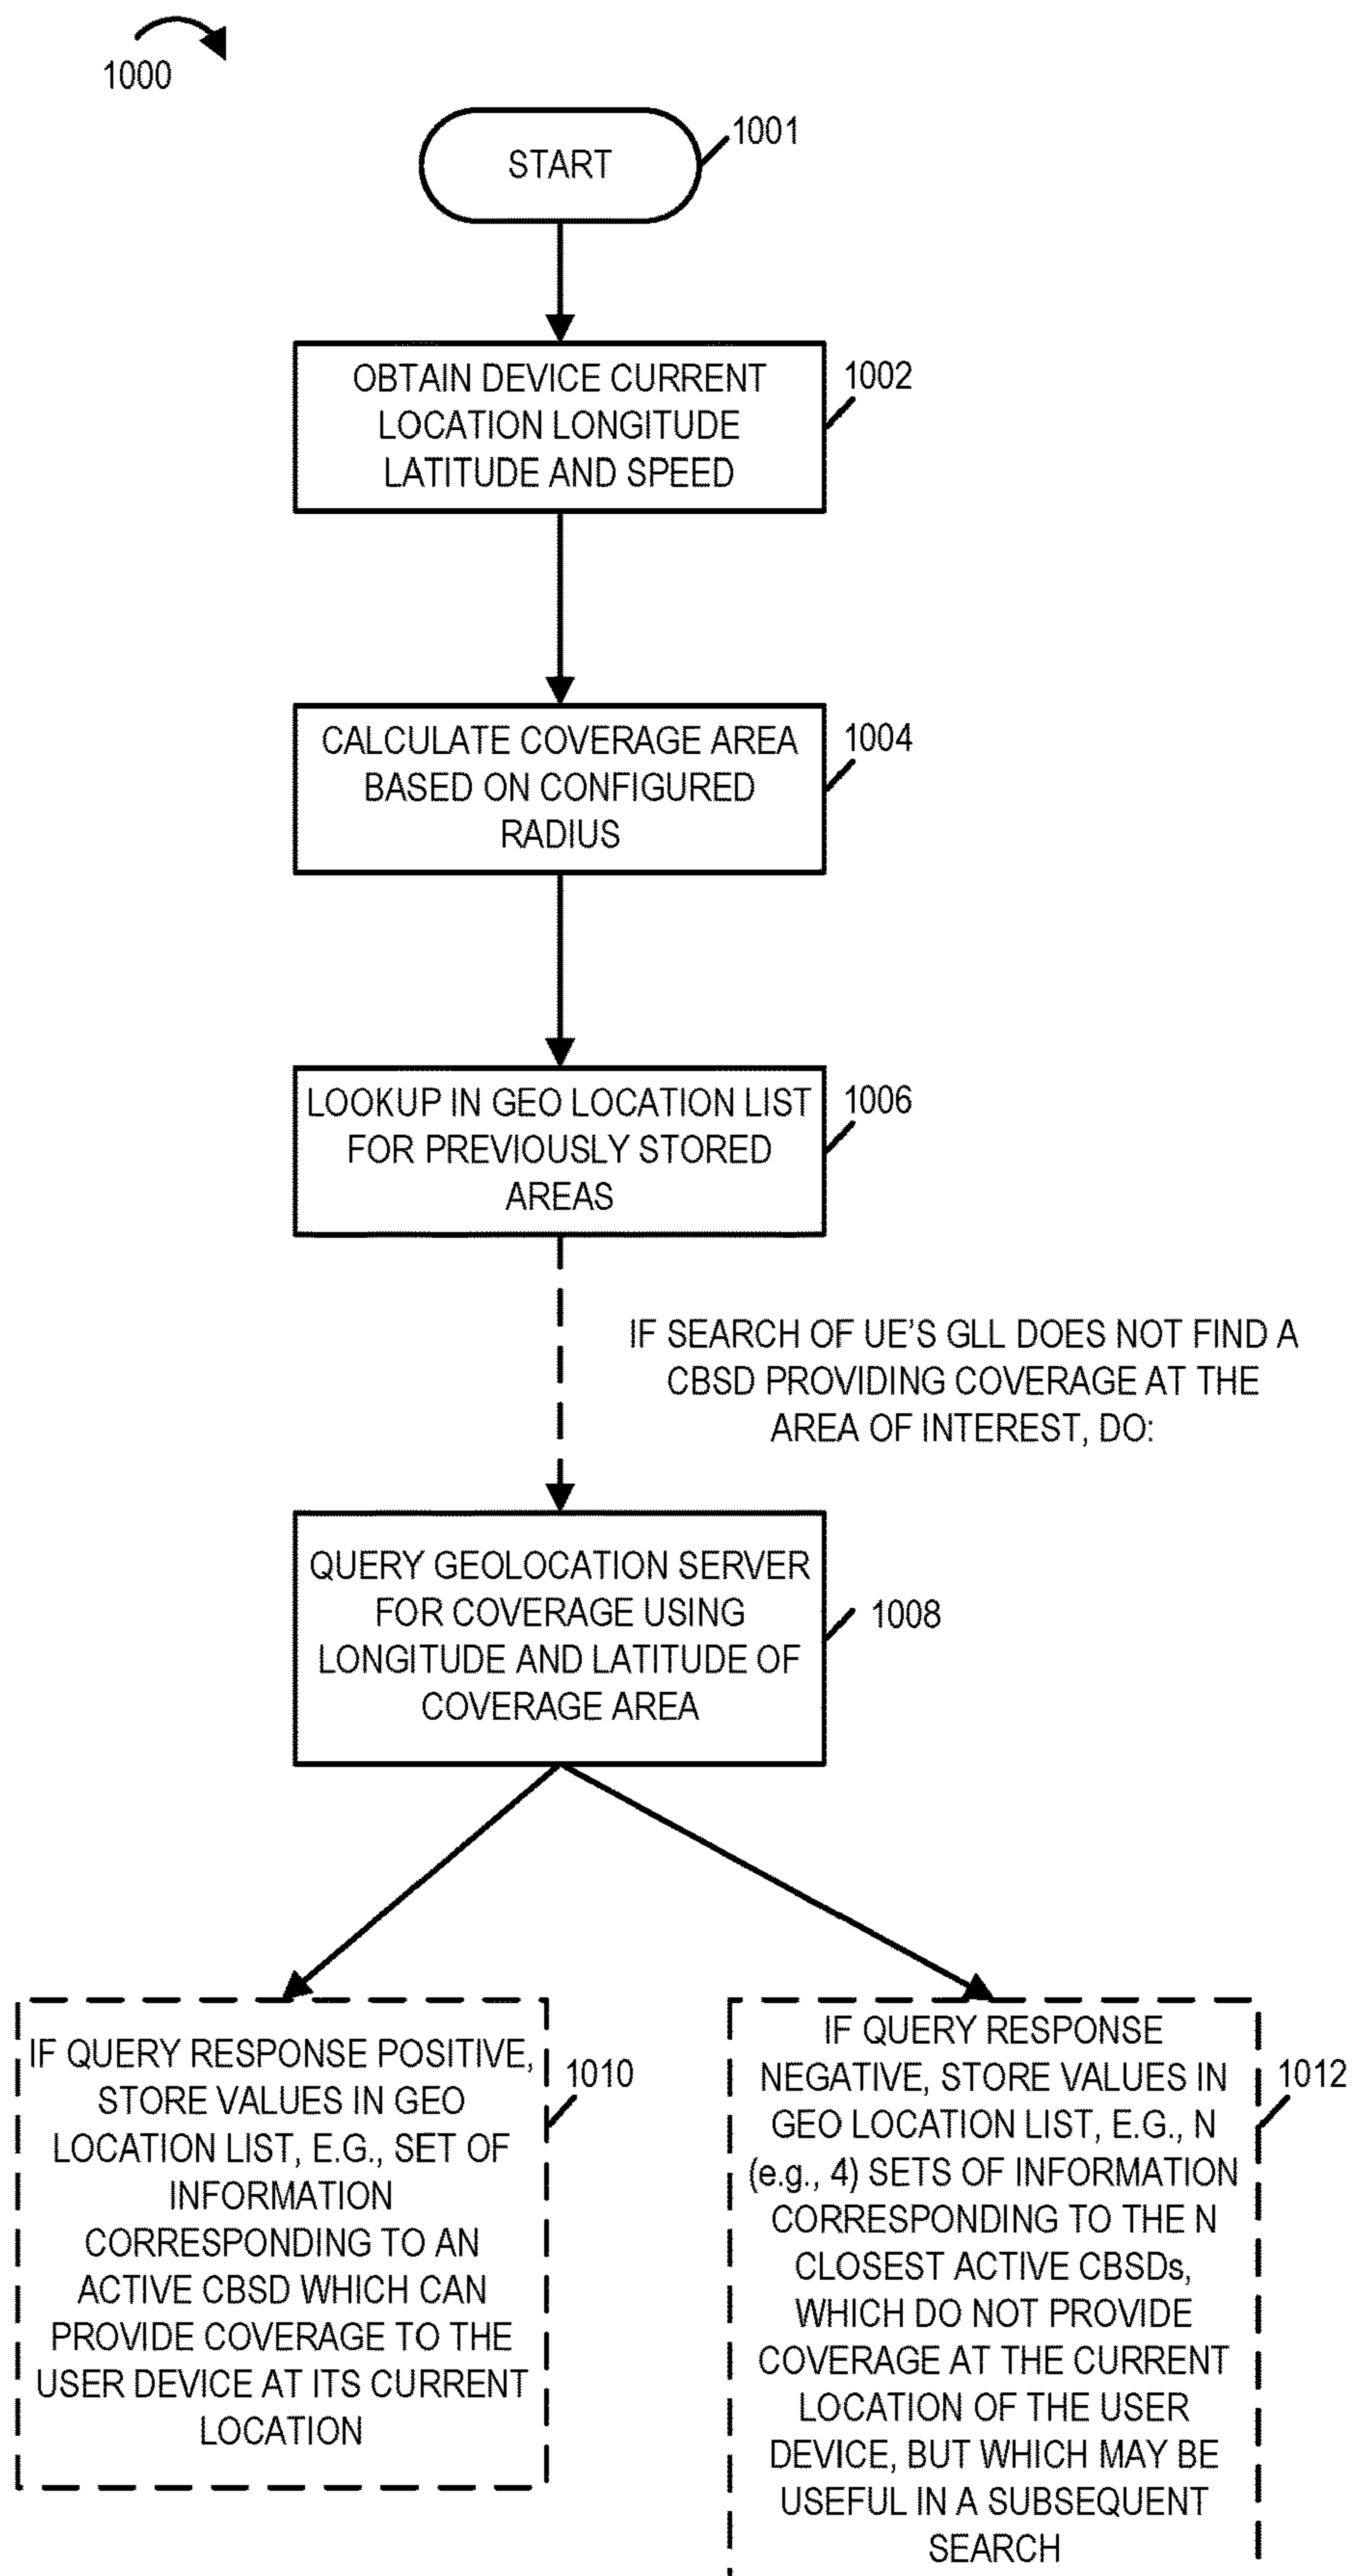 1000
START
1001
OBTAIN DEVICE CURRENT
LOCATION LONGITUDE
LATITUDE AND SPEED
1002
CALCULATE COVERAGE AREA
BASED ON CONFIGURED
RADIUS
1004
LOOKUP IN GEO LOCATION LIST
FOR PREVIOUSLY STORED
AREAS
1006
IF SEARCH OF UE'S GLL DOES NOT FIND A
CBSD PROVIDING COVERAGE AT THE
AREA OF INTEREST, DO:
QUERY GEOLOCATION SERVER
FOR COVERAGE USING
LONGITUDE AND LATITUDE OF
COVERAGE AREA
1008
IF QUERY RESPONSE POSITIVE,
STORE VALUES IN GEO
LOCATION LIST, E.G., SET OF
INFORMATION
CORRESPONDING TO AN
ACTIVE CBSD WHICH CAN
PROVIDE COVERAGE TO THE
USER DEVICE AT ITS CURRENT
LOCATION
1010
IF QUERY RESPONSE
NEGATIVE, STORE VALUES IN
GEO LOCATION LIST, E.G., N
(e.g., 4) SETS OF INFORMATION
CORRESPONDING TO THE N
CLOSEST ACTIVE CBSDs,
WHICH DO NOT PROVIDE
COVERAGE AT THE CURRENT
LOCATION OF THE USER
DEVICE, BUT WHICH MAY BE
USEFUL IN A SUBSEQUENT
SEARCH
1012